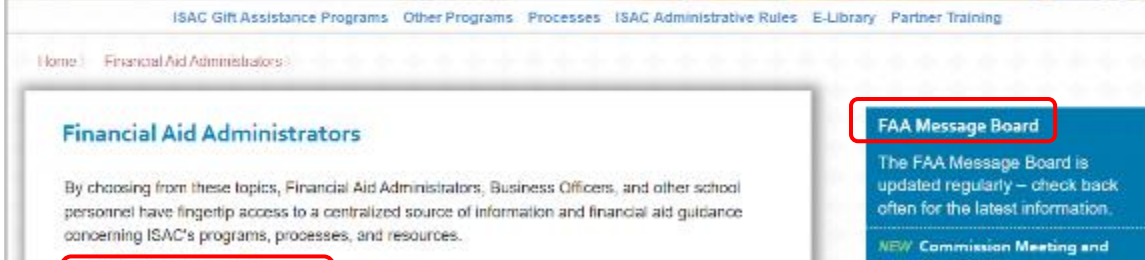 ISAC Gift Assistance Programs Other Programs Processes ISAC Administrative Rules E-Library Partner Training
Home Financial Aid Administrators
Financial Aid Administrators
By choosing from these topics, Financial Aid Administrators, Business Officers, and other school
personnel have fingertip access to a centralized source of information and financial aid guidance
concerning ISAC's programs, processes, and resources.
FAA Message Board
The FAA Message Board is
updated regularly – check back
often for the latest information.
NEW Commission Meeting and